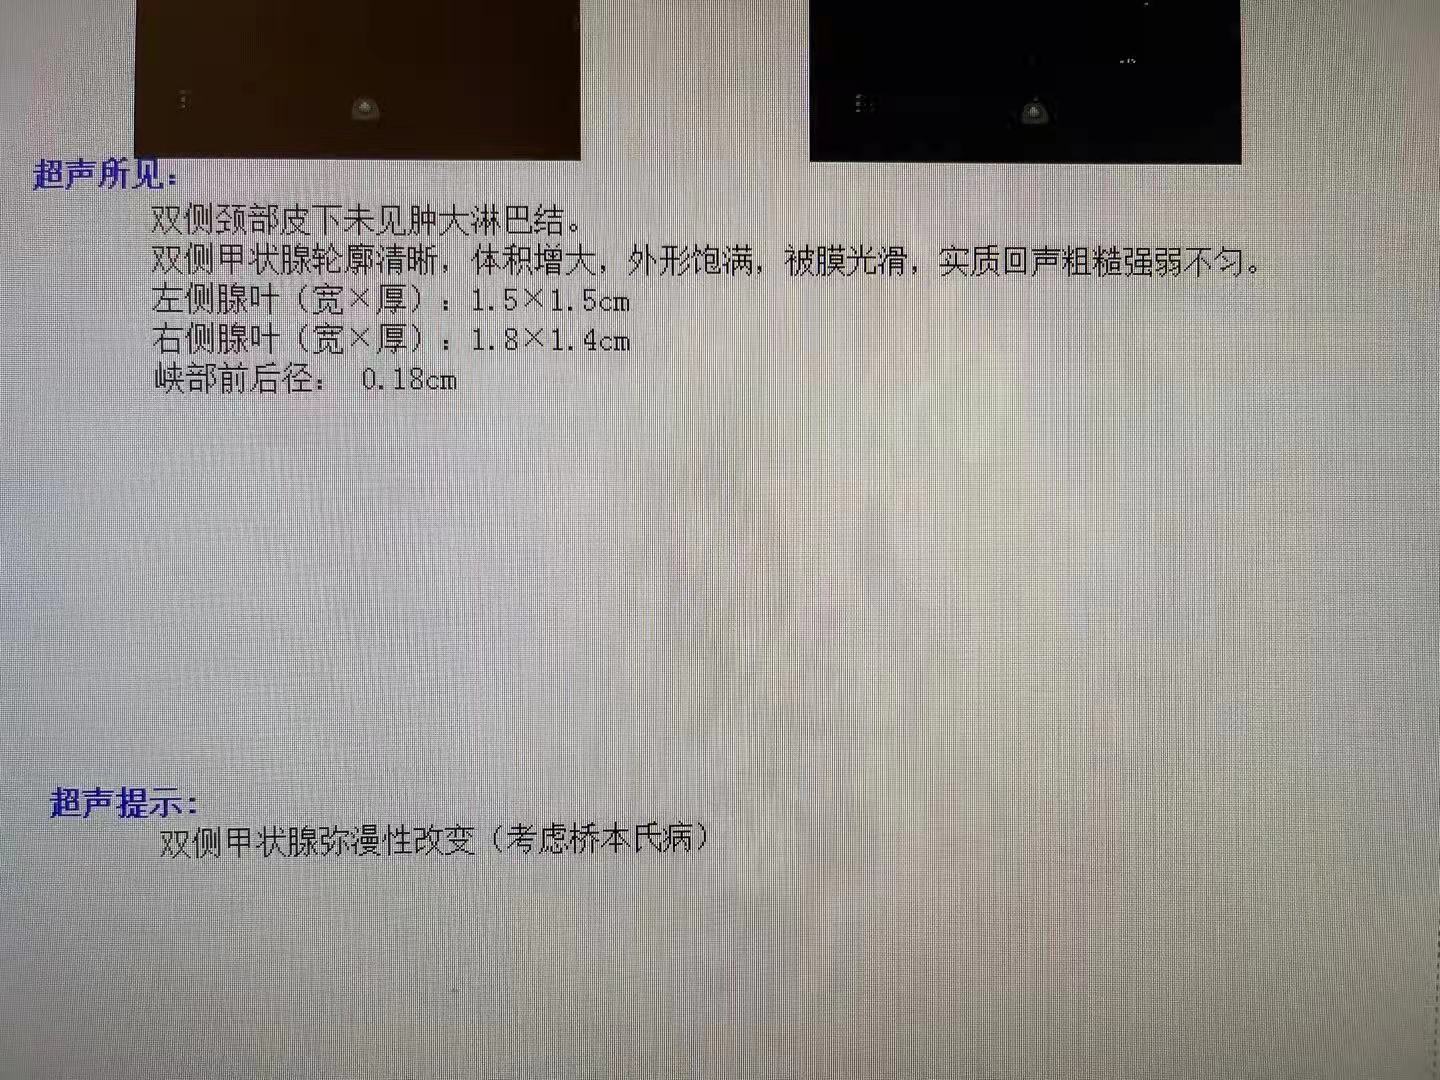 超声所见：
双侧颈部皮下未见肿大淋巴结。
双侧甲状腺轮廓清晰，体积增大，外形饱满，被膜光滑，实质回声粗糙强弱不匀。
左侧腺叶（宽×厚）：1.5×1.5cm
右侧腺叶（宽×厚）：1.8×1.4cm
峡部前后径： 0.18cm
超声提示：
双侧甲状腺弥漫性改变（考虑桥本氏病）